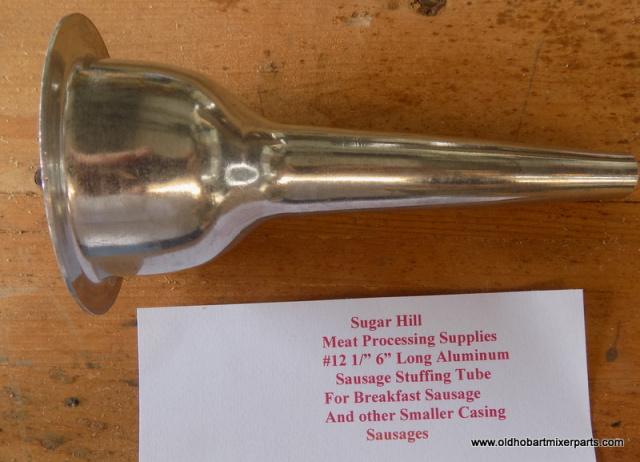 Sugar Hill
Meat Processing Supplies
#12 1/” 6” Long Aluminum
Sausage Stuffing Tube
For Breakfast Sausage
And other Smaller Casing
Sausages
www.oldhobartmixerparts.com